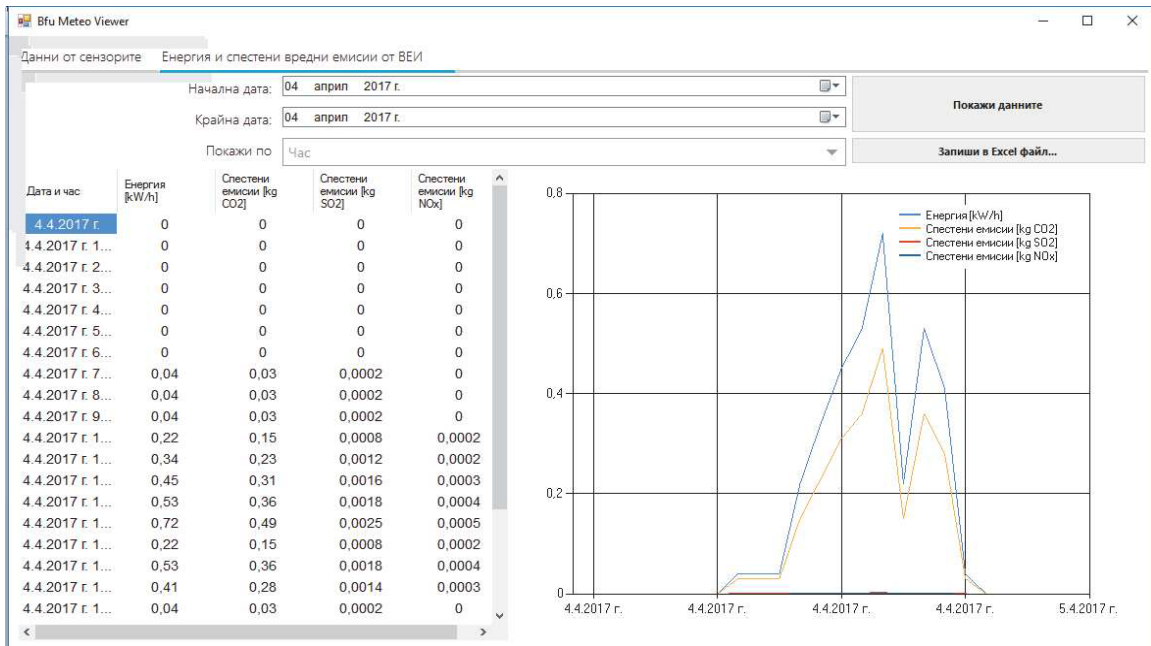 Bfu Meteo Viewer
Данни от сензорите Енергия и спестени вредни емисии от ВЕИ
Начална дата: 04 април 2017 г.
Крайна дата: 04 април 2017 г.
Покажи по Час
Покажи данните
Запиши в Excel файл...
Дата и час Енергия [kW/h] Спестени емисии [kg CO2] Спестени емисии [kg SO2] Спестени емисии [kg NOx]
4.4.2017 г. 0 0 0 0
4.4.2017 г. 1... 0 0 0 0
4.4.2017 г. 2... 0 0 0 0
4.4.2017 г. 3... 0 0 0 0
4.4.2017 г. 4... 0 0 0 0
4.4.2017 г. 5... 0 0 0 0
4.4.2017 г. 6... 0 0 0 0
4.4.2017 г. 7... 0,04 0,03 0,0002 0
4.4.2017 г. 8... 0,04 0,03 0,0002 0
4.4.2017 г. 9... 0,04 0,03 0,0002 0
4.4.2017 г. 1... 0,22 0,15 0,0008 0,0002
4.4.2017 г. 1... 0,34 0,23 0,0012 0,0002
4.4.2017 г. 1... 0,45 0,31 0,0016 0,0003
4.4.2017 г. 1... 0,53 0,36 0,0018 0,0004
4.4.2017 г. 1... 0,72 0,49 0,0025 0,0005
4.4.2017 г. 1... 0,22 0,15 0,0008 0,0002
4.4.2017 г. 1... 0,53 0,36 0,0018 0,0004
4.4.2017 г. 1... 0,41 0,28 0,0014 0,0003
4.4.2017 г. 1... 0,04 0,03 0,0002 0
Енергия [kW/h]
Спестени емисии [kg CO2]
Спестени емисии [kg SO2]
Спестени емисии [kg NOx]
0,8
0,6
0,4
0,2
0
4.4.2017 г. 4.4.2017 г. 4.4.2017 г. 4.4.2017 г. 5.4.2017 г.